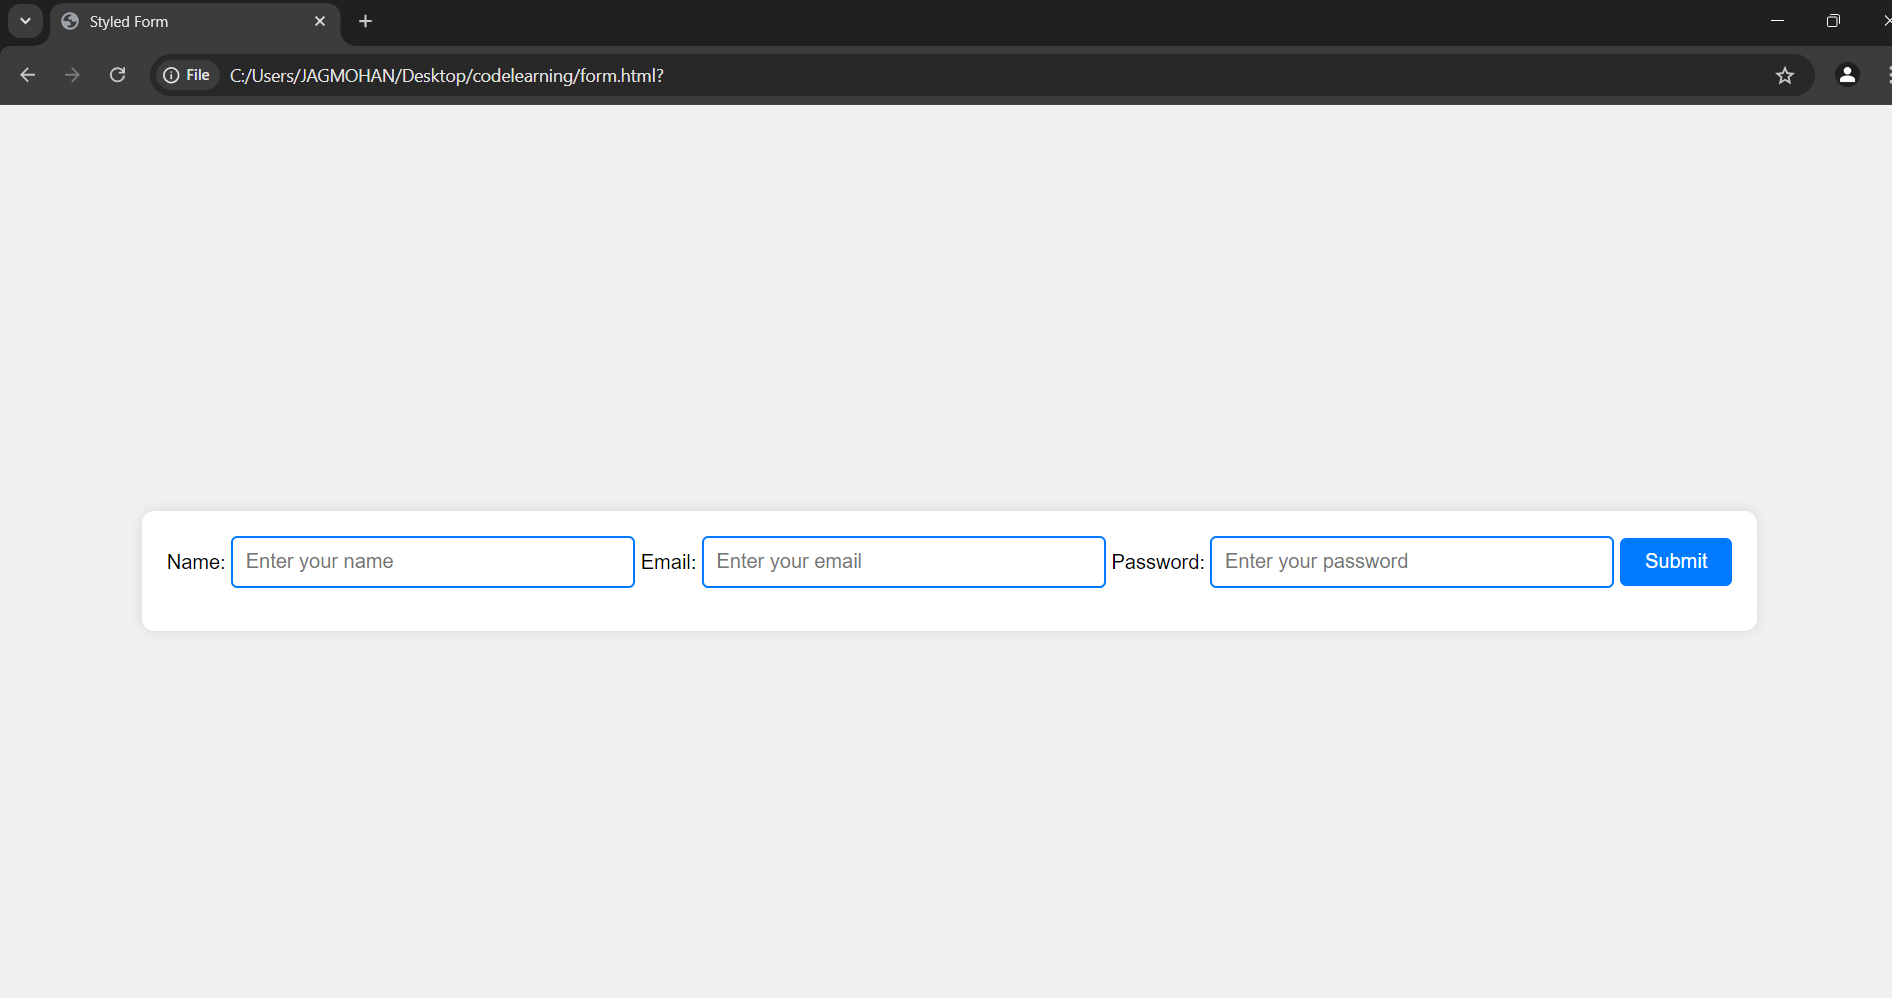 Styled Form
File C:/Users/JAGMOHAN/Desktop/codelearning/form.html?
Name: Enter your name Email: Enter your email Password: Enter your password Submit